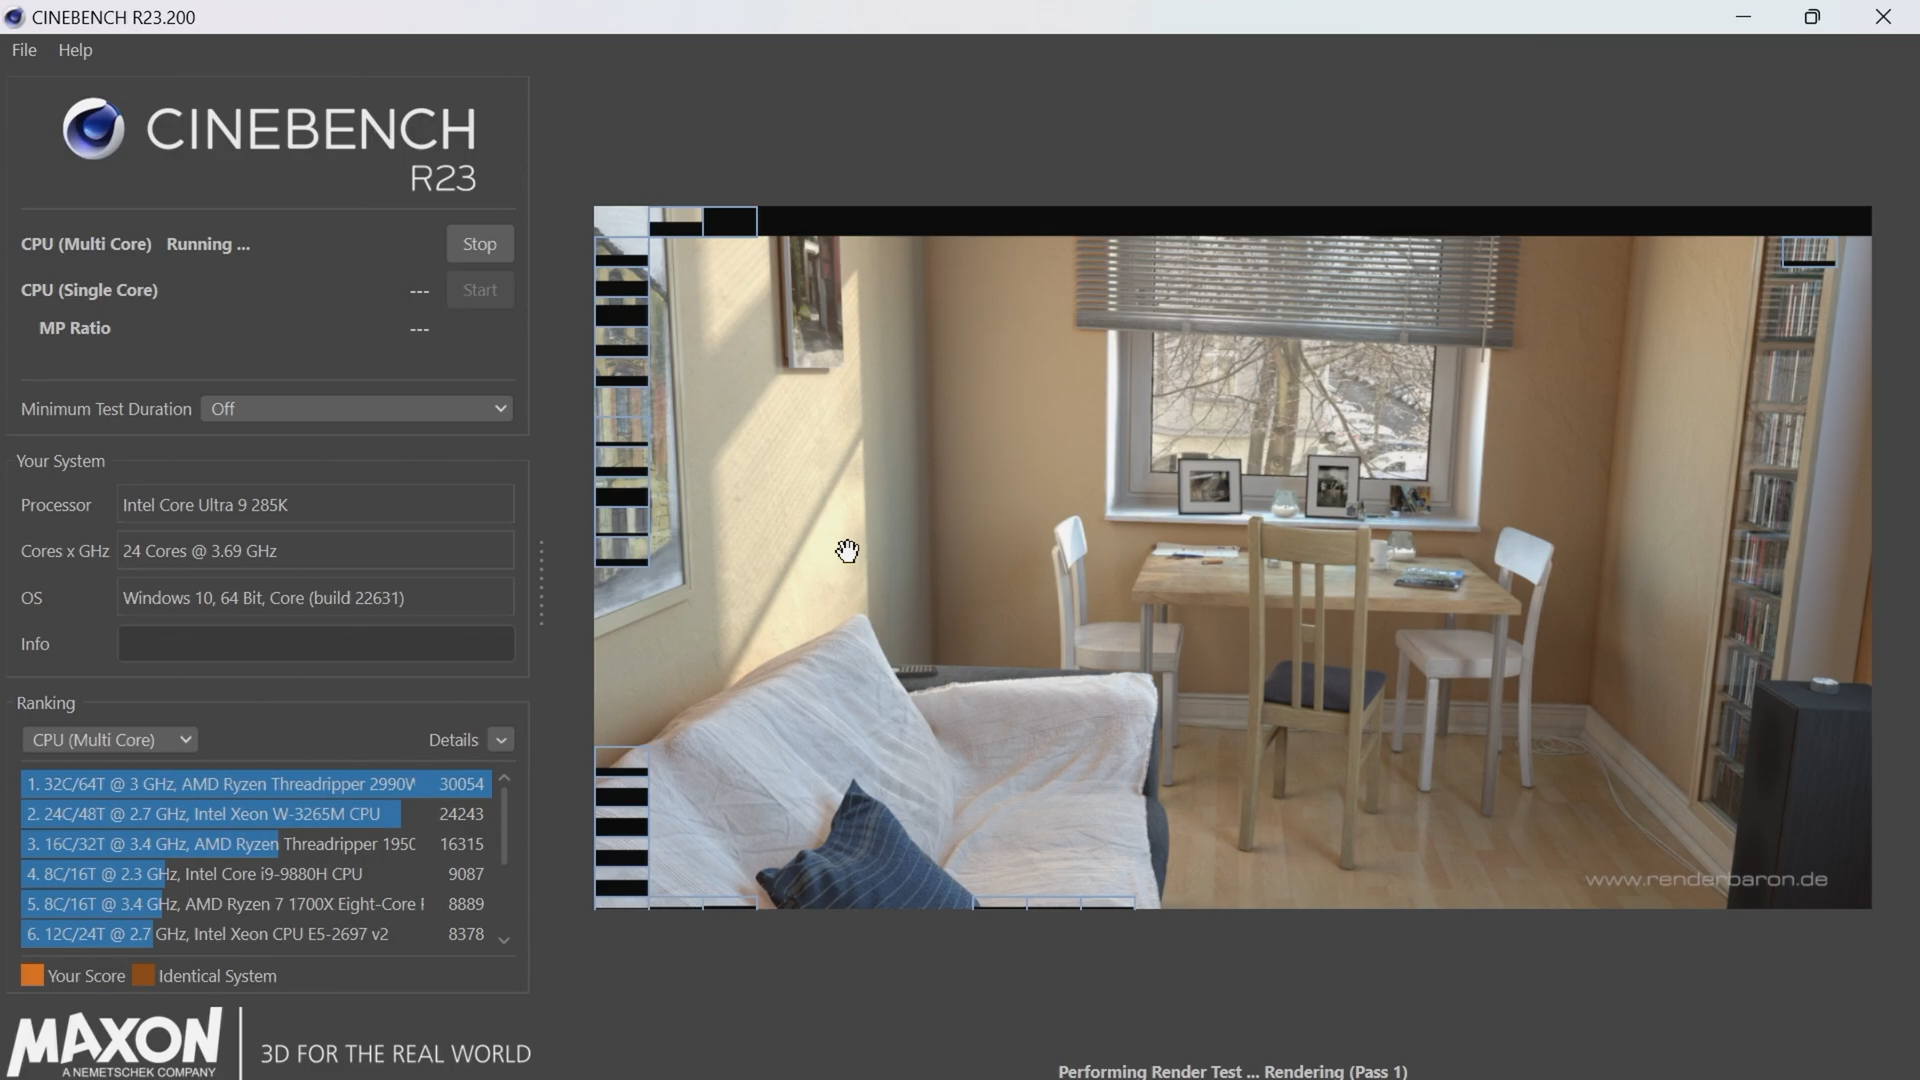 CINEBENCH R23.200
File Help
CINEBENCH
R23
CPU (Multi Core) Running ... Stop
CPU (Single Core) --- Start
MP Ratio ---
Minimum Test Duration Off
Your System
Processor Intel Core Ultra 9 285K
Cores x GHz 24 Cores @ 3.69 GHz
OS Windows 10, 64 Bit, Core (build 22631)
Info
Ranking
CPU (Multi Core) Details
1. 32C/64T @ 3 GHz, AMD Ryzen Threadripper 2990W 30054
2. 24C/48T @ 2.7 GHz, Intel Xeon W-3265M CPU 24243
3. 16C/32T @ 3.4 GHz, AMD Ryzen Threadripper 1950 16315
4. 8C/16T @ 2.3 GHz, Intel Core i9-9880H CPU 9087
5. 8C/16T @ 3.4 GHz, AMD Ryzen 7 1700X Eight-Core 8889
6. 12C/24T @ 2.7 GHz, Intel Xeon CPU E5-2697 v2 8378
Your Score Identical System
MAXON
A NEMETSCHEK COMPANY
3D FOR THE REAL WORLD
www.renderbaron.de
Performing Render Test ... Rendering (Pass 1)